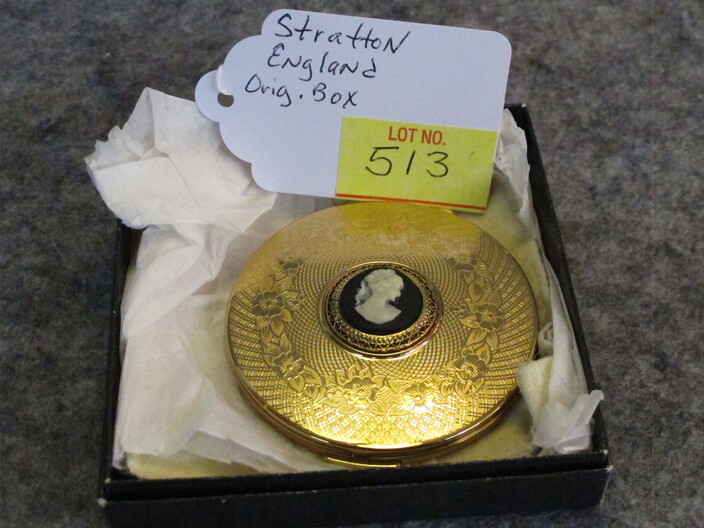 Stratton
England
Orig. Box
LOT NO.
513